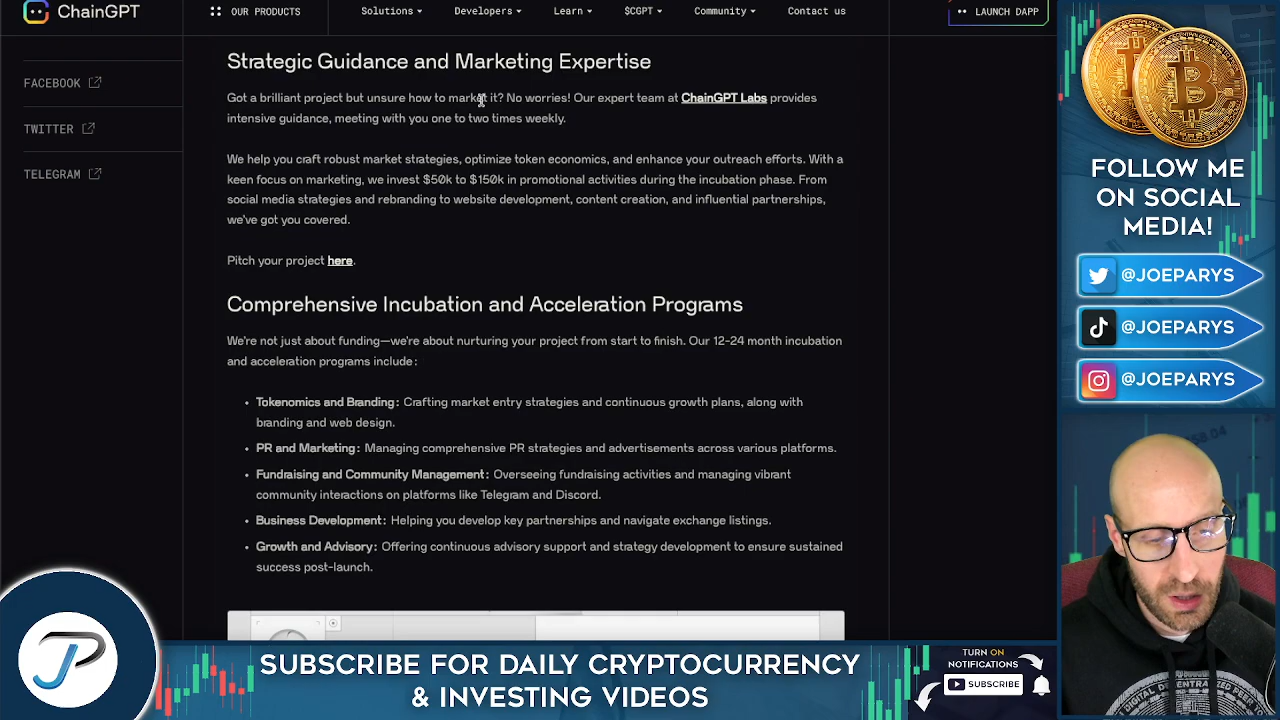 ChainGPT
OUR PRODUCTS
Solutions
Developers
Learn
$CGPT
Community
Contact us
LAUNCH DAPP
FACEBOOK
TWITTER
TELEGRAM
Strategic Guidance and Marketing Expertise
Got a brilliant project but unsure how to market it? No worries! Our expert team at ChainGPT Labs provides
intensive guidance, meeting with you one to two times weekly.
We help you craft robust market strategies, optimize token economics, and enhance your outreach efforts. With a
keen focus on marketing, we invest $50k to $150k in promotional activities during the incubation phase. From
social media strategies and rebranding to website development, content creation, and influential partnerships,
we've got you covered.
Pitch your project here.
Comprehensive Incubation and Acceleration Programs
We're not just about funding—we're about nurturing your project from start to finish. Our 12-24 month incubation
and acceleration programs include:
• Tokenomics and Branding: Crafting market entry strategies and continuous growth plans, along with
branding and web design.
• PR and Marketing: Managing comprehensive PR strategies and advertisements across various platforms.
• Fundraising and Community Management: Overseeing fundraising activities and managing vibrant
community interactions on platforms like Telegram and Discord.
• Business Development: Helping you develop key partnerships and navigate exchange listings.
• Growth and Advisory: Offering continuous advisory support and strategy development to ensure sustained
success post-launch.
FOLLOW ME
ON SOCIAL
MEDIA!
@JOEPARYS
@JOEPARYS
@JOEPARYS
JP
SUBSCRIBE FOR DAILY CRYPTOCURRENCY
& INVESTING VIDEOS
TURN ON
NOTIFICATIONS
SUBSCRIBE